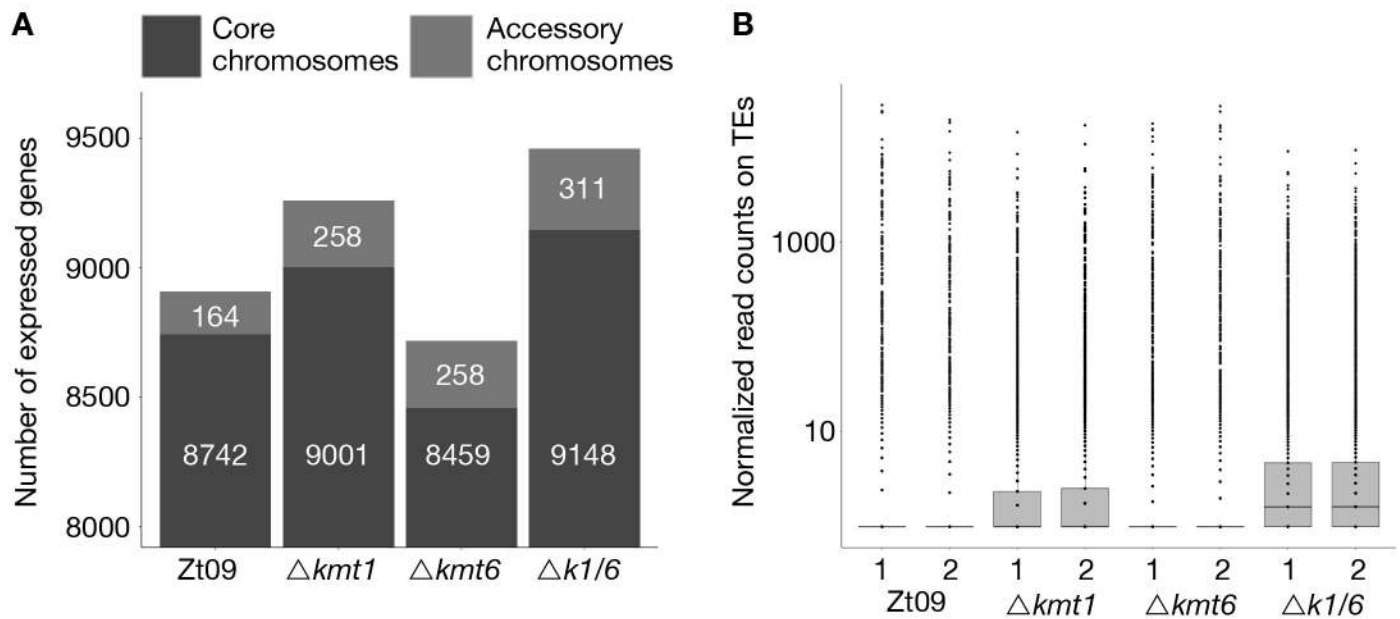 A
Core
chromosomes
Accessory
chromosomes
Number of expressed genes
9500
9000
8500
8000
164
8742
258
9001
258
8459
311
9148
Zt09
△kmt1
△kmt6
△k1/6
B
Normalized read counts on TEs
1000
10
1 2 1 2 1 2 1 2
Zt09
△kmt1
△kmt6
△k1/6